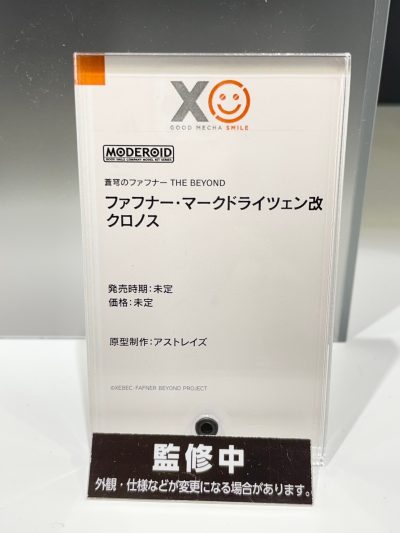 XO
GOOD MECHA SMILE
MODEROID
GOOD SMILE COMPANY MODEL KIT SERIES
蒼穹のファフナー THE BEYOND
ファフナー・マークドライツェン改
クロノス
発売時期：未定
価格：未定
原型制作：アストレイズ
©XEBEC・FAFNER BEYOND PROJECT
監修中
外観・仕様などが変更になる場合があります。